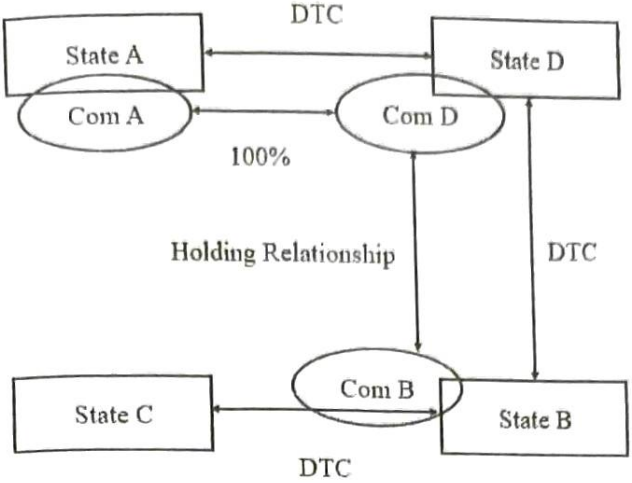 DTC
State A
State D
Com A
Com D
100%
Holding Relationship
DTC
Com B
State C
State B
DTC